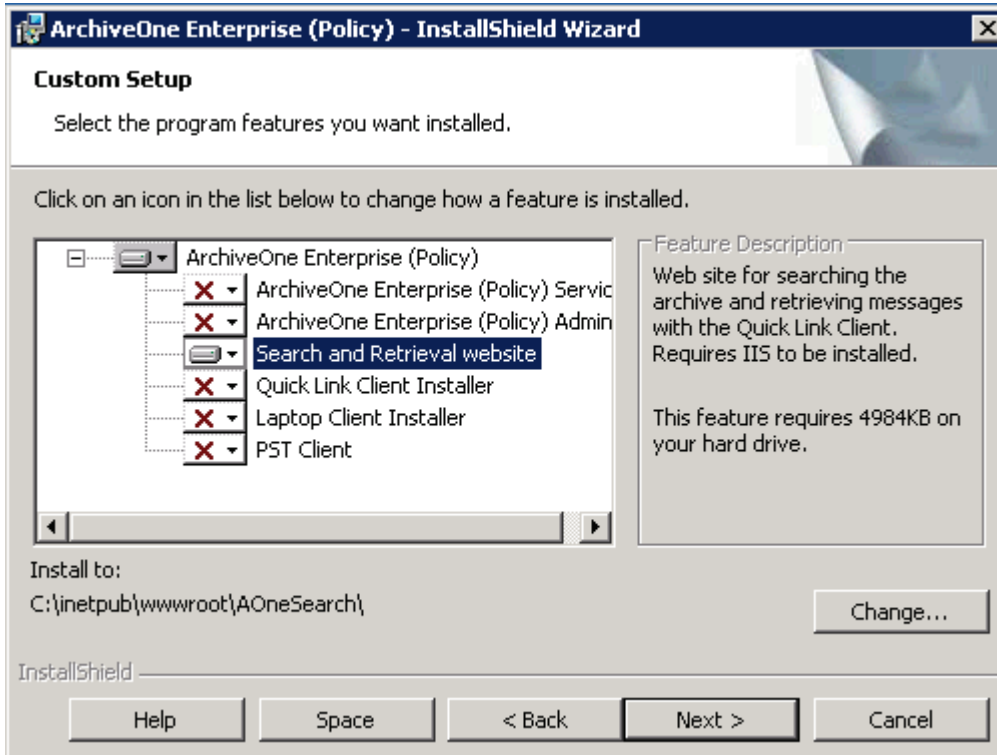 ArchiveOne Enterprise (Policy) - InstallShield Wizard
Custom Setup
Select the program features you want installed.
Click on an icon in the list below to change how a feature is installed.
ArchiveOne Enterprise (Policy)
ArchiveOne Enterprise (Policy) Servic
ArchiveOne Enterprise (Policy) Admin
Search and Retrieval website
Quick Link Client Installer
Laptop Client Installer
PST Client
Feature Description
Web site for searching the
archive and retrieving messages
with the Quick Link Client.
Requires IIS to be installed.
This feature requires 4984KB on
your hard drive.
Install to:
C:\inetpub\wwwroot\AOneSearch\
Change...
InstallShield
Help
Space
< Back
Next >
Cancel